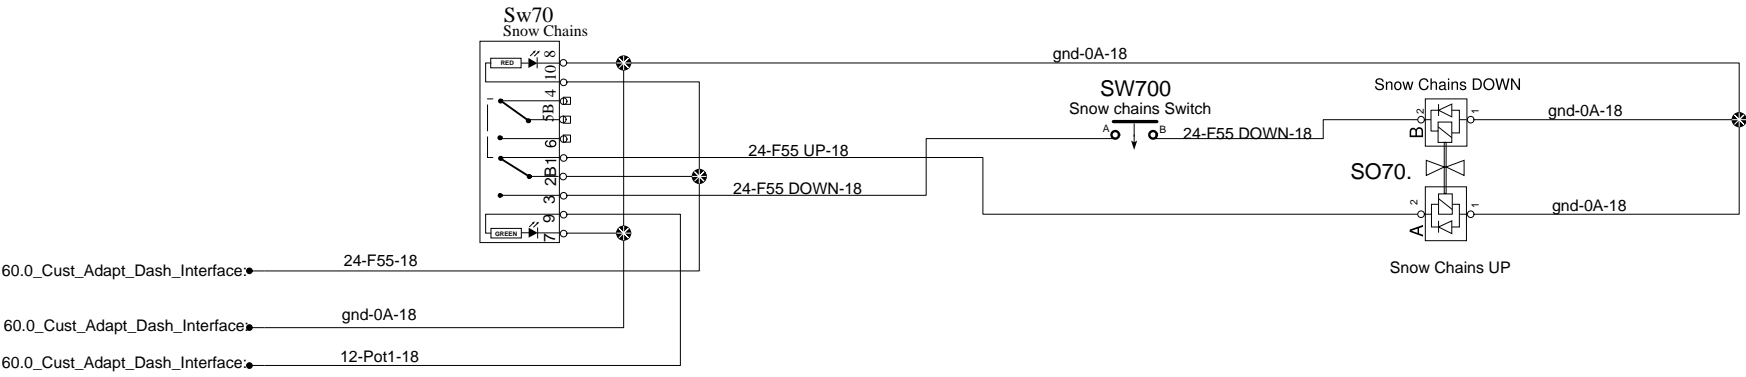 Sw70
Snow Chains
RED
8
10
4
5B
6
1
2B
3
9
7
GREEN
gnd-0A-18
SW700
Snow chains Switch
A
B
24-F55 DOWN-18
24-F55 UP-18
24-F55 DOWN-18
Snow Chains DOWN
2
1
B
gnd-0A-18
SO70.
2
1
A
gnd-0A-18
Snow Chains UP
60.0_Cust_Adapt_Dash_Interface:
24-F55-18
60.0_Cust_Adapt_Dash_Interface:
gnd-0A-18
60.0_Cust_Adapt_Dash_Interface:
12-Pot1-18